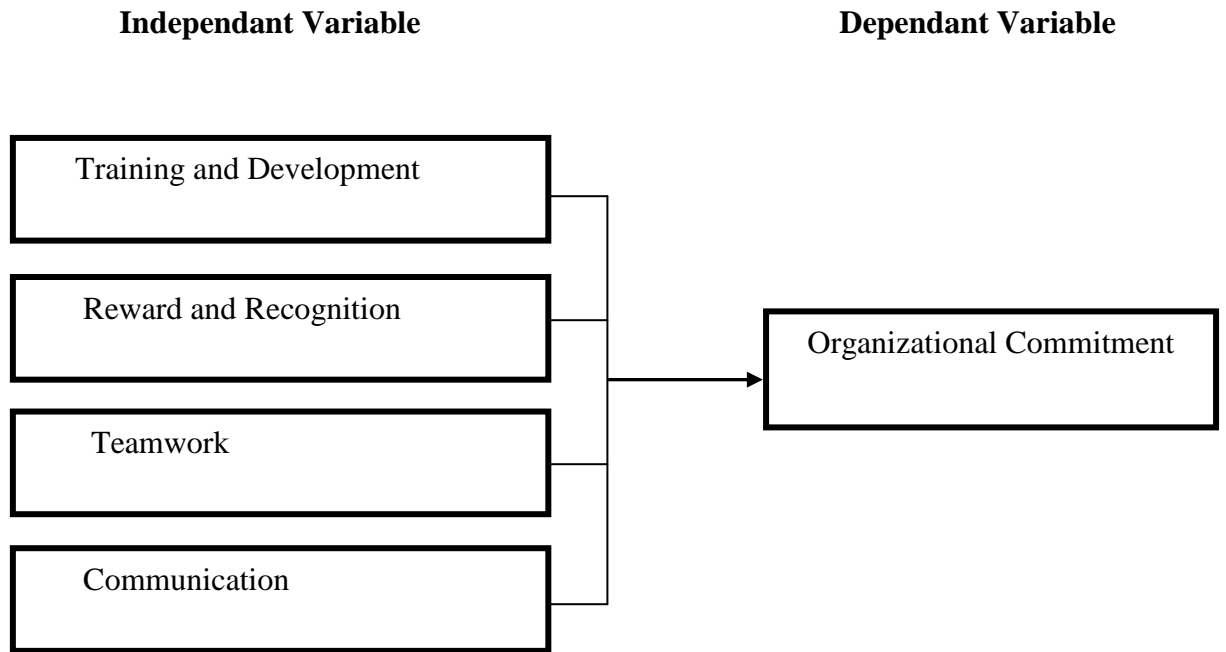 Independant Variable
Dependant Variable
Training and Development
Reward and Recognition
Organizational Commitment
Teamwork
Communication